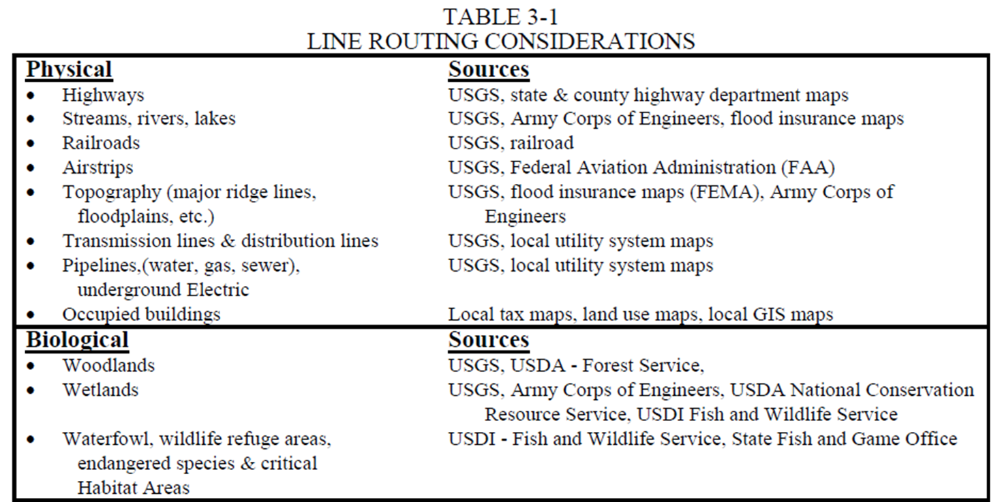 TABLE 3-1
LINE ROUTING CONSIDERATIONS
Physical Sources
• Highways USGS, state & county highway department maps
• Streams, rivers, lakes USGS, Army Corps of Engineers, flood insurance maps
• Railroads USGS, railroad
• Airstrips USGS, Federal Aviation Administration (FAA)
• Topography (major ridge lines, USGS, flood insurance maps (FEMA), Army Corps of
floodplains, etc.) Engineers
• Transmission lines & distribution lines USGS, local utility system maps
• Pipelines,(water, gas, sewer), USGS, local utility system maps
underground Electric
• Occupied buildings Local tax maps, land use maps, local GIS maps
Biological Sources
• Woodlands USGS, USDA - Forest Service,
• Wetlands USGS, Army Corps of Engineers, USDA National Conservation
Resource Service, USDI Fish and Wildlife Service
• Waterfowl, wildlife refuge areas, USDI - Fish and Wildlife Service, State Fish and Game Office
endangered species & critical
Habitat Areas